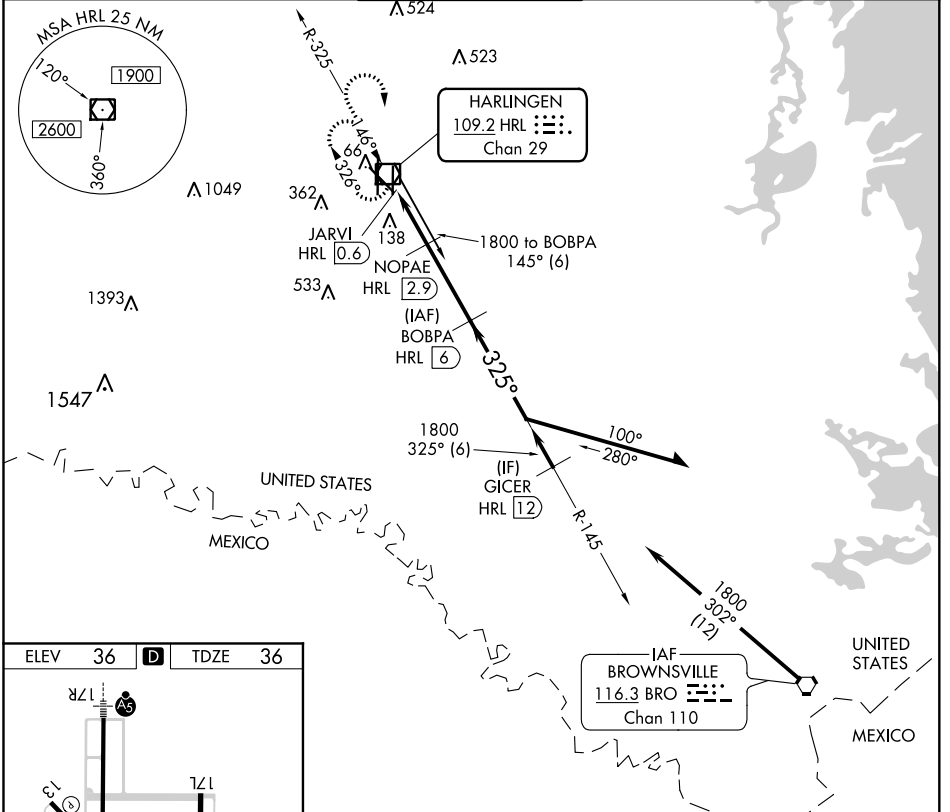 524
523
R-325
MSA HRL 25 NM
120°
1900
2600
360°
HARLINGEN
109.2 HRL
Chan 29
146°
66
326°
1049
362
138
JARVI
HRL 0.6
1800 to BOBPA
145° (6)
NOPAE
HRL 2.9
533
1393
(IAF)
BOBPA
HRL 6
325°
1547
1800
325° (6)
100°
280°
(IF)
GICER
HRL 12
UNITED STATES
MEXICO
R-145
1800
302°
(12)
IAF
BROWNSVILLE
116.3 BRO
Chan 110
UNITED
STATES
MEXICO
ELEV 36 D TDZE 36
17R
A5
17L
13
P